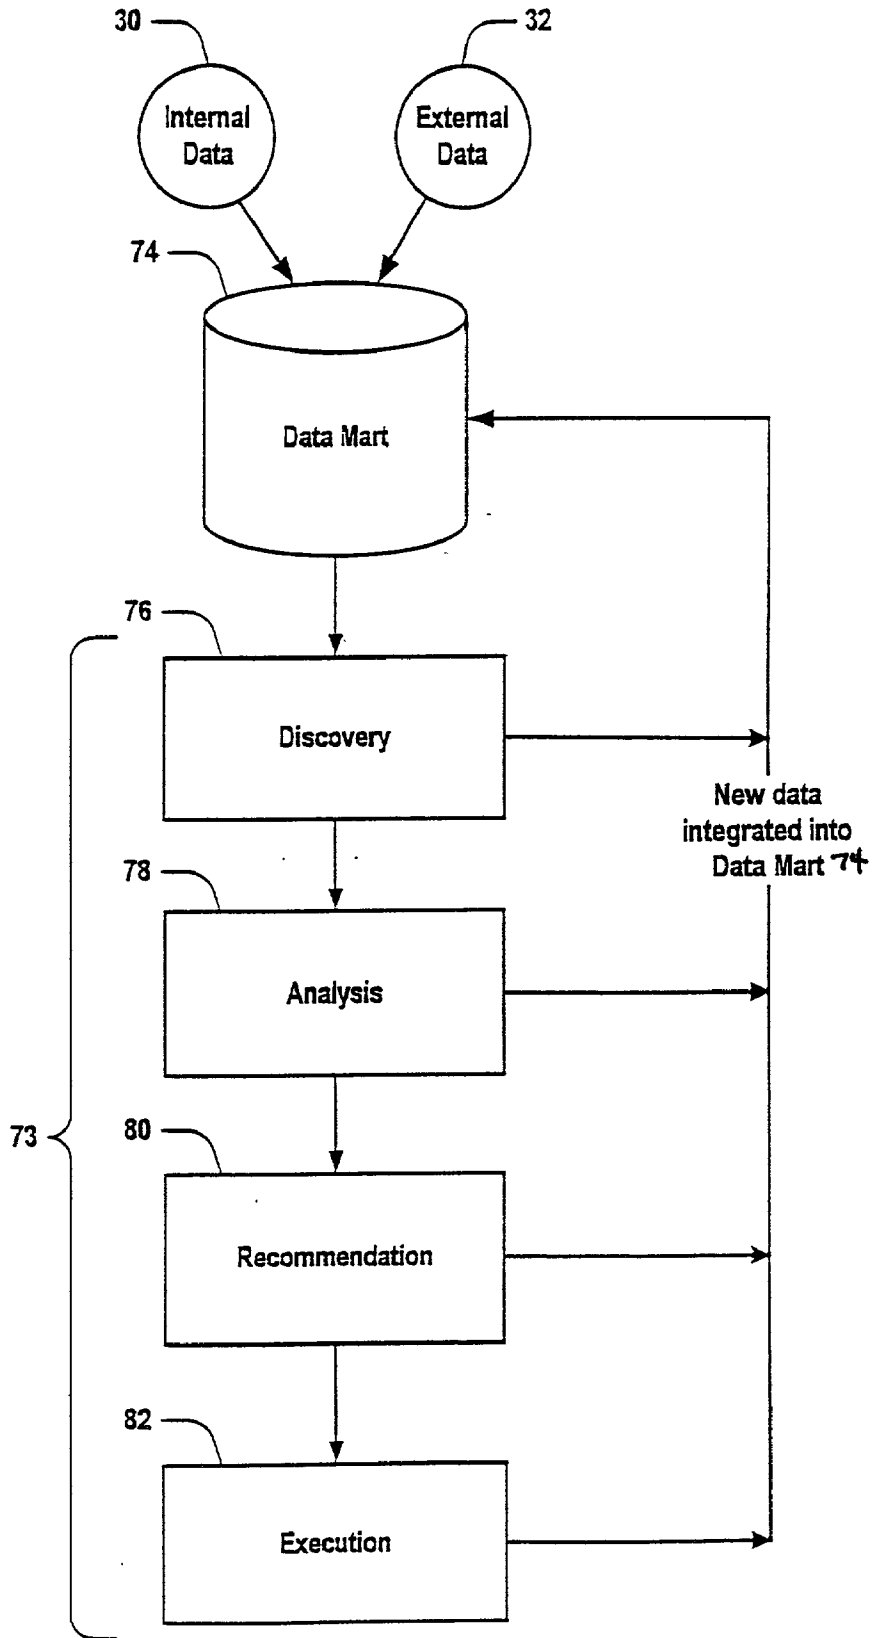 30
32
Internal
Data
External
Data
74
Data Mart
76
Discovery
New data
integrated into
Data Mart 74
78
Analysis
73
80
Recommendation
82
Execution